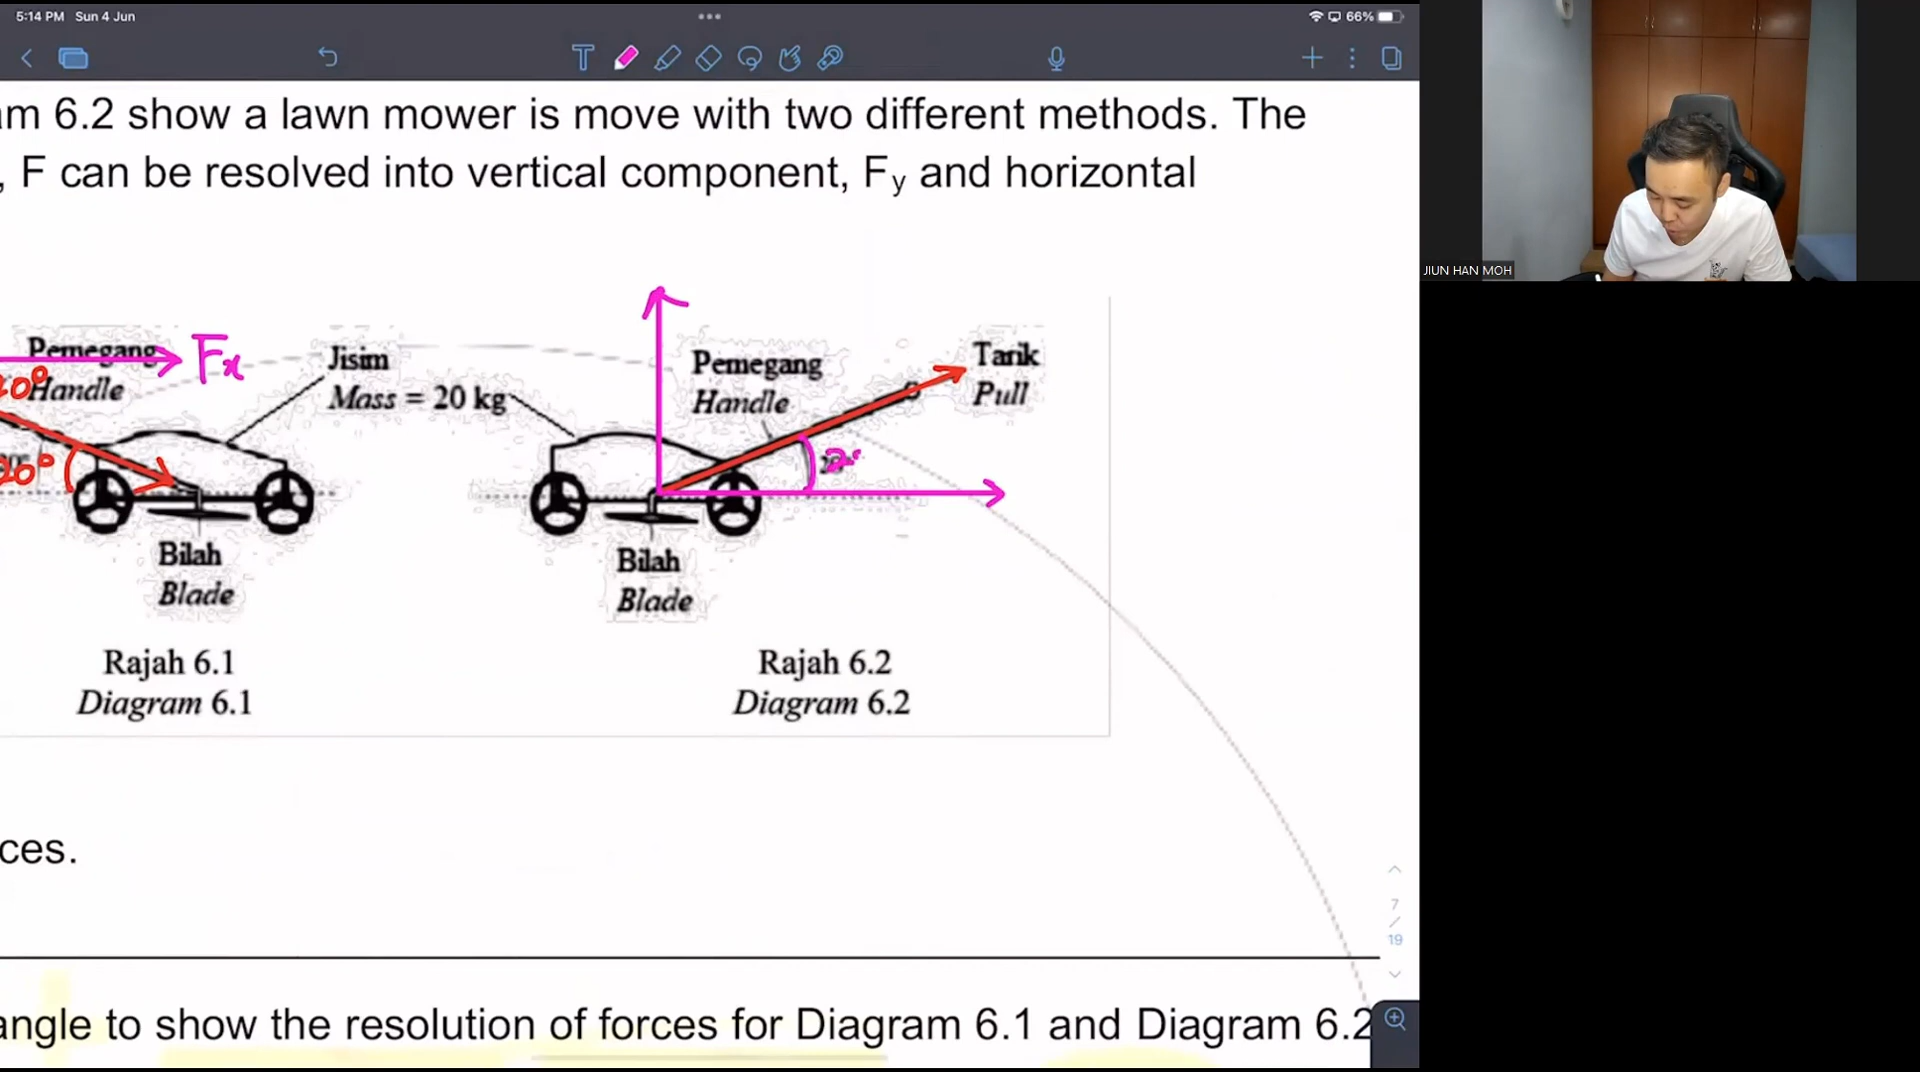 5:14 PM Sun 4 Jun
66%
am 6.2 show a lawn mower is move with two different methods. The
, F can be resolved into vertical component, Fy and horizontal
JIUN HAN MOH
Pemegang
Handle
Fx
20°
Jisim
Mass = 20 kg
Pemegang
Handle
Tarik
Pull
20°
Bilah
Blade
Bilah
Blade
Rajah 6.1
Diagram 6.1
Rajah 6.2
Diagram 6.2
ces.
7
/
19
angle to show the resolution of forces for Diagram 6.1 and Diagram 6.2